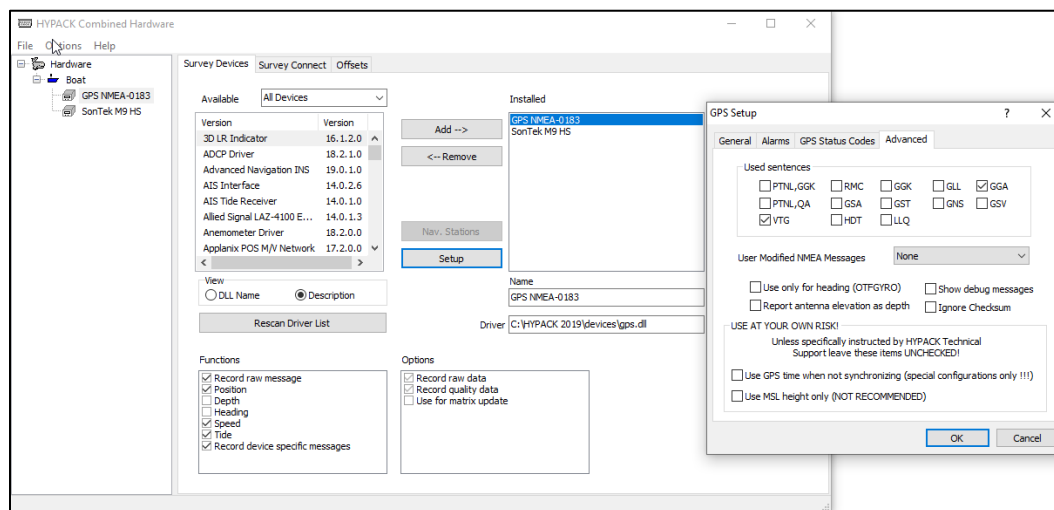 HYPACK Combined Hardware
File Options Help
Hardware
Boat
GPS NMEA-0183
SonTek M9 HS
Survey Devices Survey Connect Offsets
Available All Devices
Version Version
3D LR Indicator 16.1.2.0
ADCP Driver 18.2.1.0
Advanced Navigation INS 19.0.1.0
AIS Interface 14.0.2.6
AIS Tide Receiver 14.0.1.0
Allied Signal LAZ-4100 E... 14.0.1.3
Anemometer Driver 18.2.0.0
Applanix POS M/V Network 17.2.0.0
View
DLL Name Description
Rescan Driver List
Add -->
<-- Remove
Nav. Stations
Setup
Installed
GPS NMEA-0183
SonTek M9 HS
Name
GPS NMEA-0183
Driver C:\HYPACK 2019\devices\gps.dll
Functions
Record raw message
Position
Depth
Heading
Speed
Tide
Record device specific messages
Options
Record raw data
Record quality data
Use for matrix update
GPS Setup ?
General Alarms GPS Status Codes Advanced
Used sentences
PTNL,GGK RMC GGK GLL GGA
PTNL,QA GSA GST GNS GSV
VTG HDT LLQ
User Modified NMEA Messages None
Use only for heading (OTFGYRO) Show debug messages
Report antenna elevation as depth Ignore Checksum
USE AT YOUR OWN RISK!
Unless specifically instructed by HYPACK Technical
Support leave these items UNCHECKED!
Use GPS time when not synchronizing (special configurations only !!!)
Use MSL height only (NOT RECOMMENDED)
OK Cancel